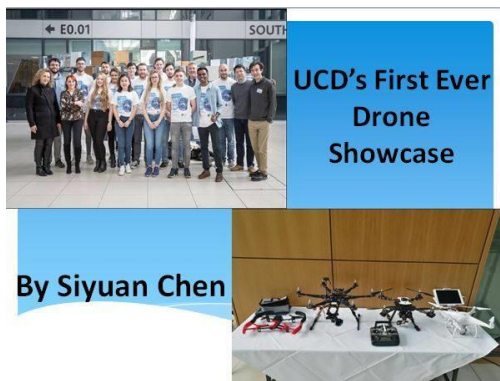 ← E0.01
SOUTH
UCD's First Ever
Drone
Showcase
By Siyuan Chen